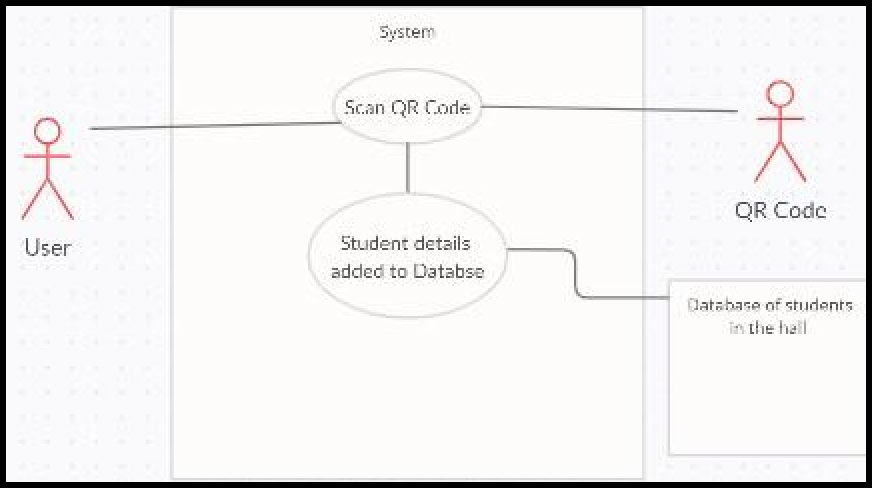 System
Scan QR Code
QR Code
User
Student details
added to Databse
Database of students
in the hall